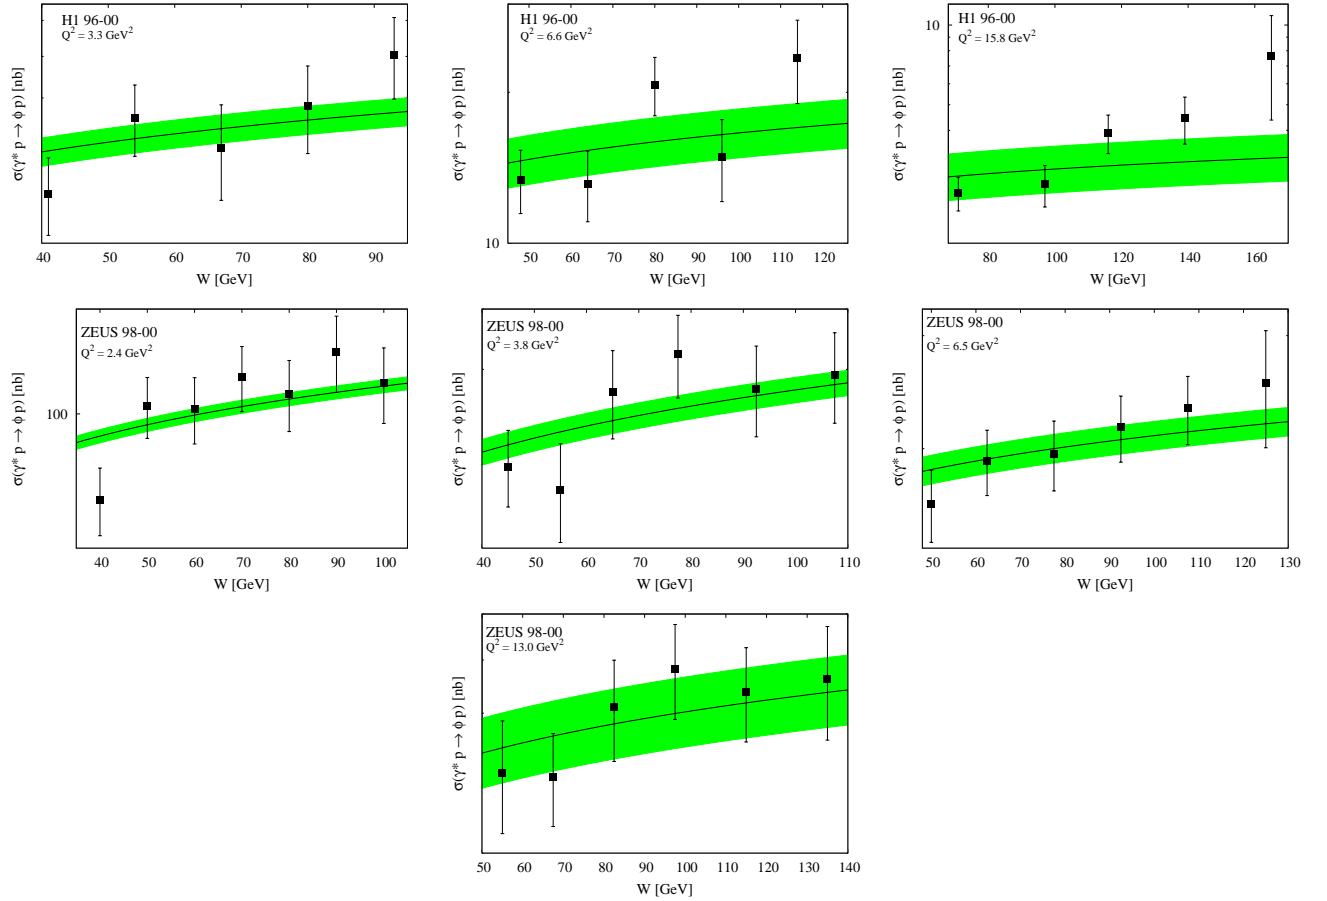 H1 96-00
Q² = 3.3 GeV²
σ(γ* p → ϕ p) [nb]
40 50 60 70 80 90
W [GeV]
H1 96-00
Q² = 6.6 GeV²
σ(γ* p → ϕ p) [nb]
10
50 60 70 80 90 100 110 120
W [GeV]
10
H1 96-00
Q² = 15.8 GeV²
σ(γ* p → ϕ p) [nb]
80 100 120 140 160
W [GeV]
ZEUS 98-00
Q² = 2.4 GeV²
σ(γ* p → ϕ p) [nb]
100
40 50 60 70 80 90 100
W [GeV]
ZEUS 98-00
Q² = 3.8 GeV²
σ(γ* p → ϕ p) [nb]
40 50 60 70 80 90 100 110
W [GeV]
ZEUS 98-00
Q² = 6.5 GeV²
σ(γ* p → ϕ p) [nb]
50 60 70 80 90 100 110 120 130
W [GeV]
ZEUS 98-00
Q² = 13.0 GeV²
σ(γ* p → ϕ p) [nb]
50 60 70 80 90 100 110 120 130 140
W [GeV]